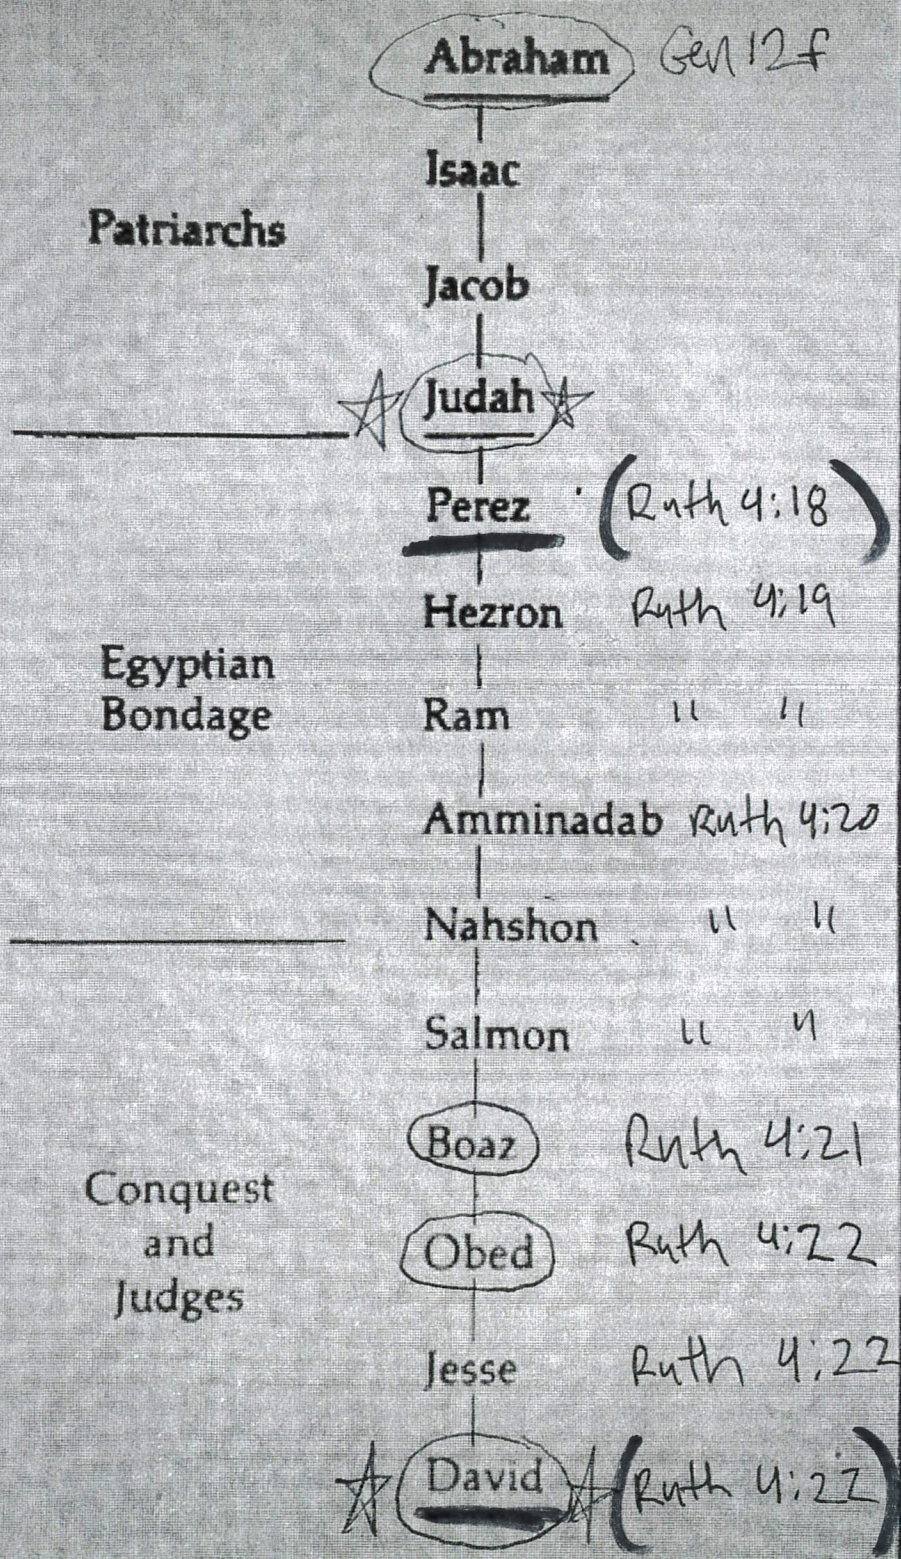 Abraham Gen 12f
Isaac
Patriarchs
Jacob
Judah
Perez (Ruth 4:18)
Hezron Ruth 4:19
Egyptian
Bondage
Ram " "
Amminadab Ruth 4:20
Nahshon " "
Salmon " "
Boaz Ruth 4:21
Conquest
and
Judges
Obed Ruth 4:22
Jesse Ruth 4:22
David (Ruth 4:22)